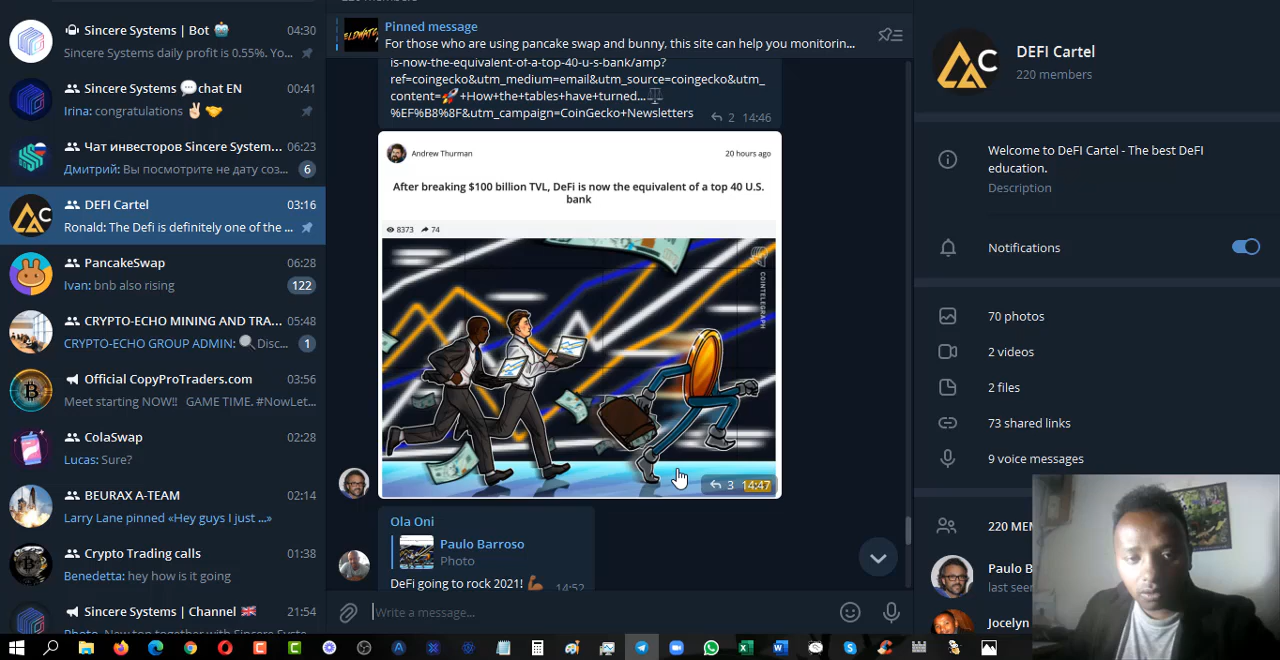 Sincere Systems | Bot 04:30
Sincere Systems daily profit is 0.55%. Yo...
Sincere Systems chat EN 00:41
Irina: congratulations
Чат инвесторов Sincere System... 06:23
Дмитрий: Вы посмотрите не дату соз... 6
DEFI Cartel 03:16
Ronald: The Defi is definitely one of the ...
PancakeSwap 06:28
Ivan: bnb also rising 122
CRYPTO-ECHO MINING AND TRA... 05:48
CRYPTO-ECHO GROUP ADMIN: Disc... 1
Official CopyProTraders.com 03:56
Meet starting NOW!! GAME TIME. #NowLet...
ColaSwap 02:28
Lucas: Sure?
BEURAX A-TEAM 02:14
Larry Lane pinned «Hey guys I just ...»
Crypto Trading calls 01:38
Benedetta: hey how is it going
Sincere Systems | Channel 21:54
Pinned message
For those who are using pancake swap and bunny, this site can help you monitorin...
is-now-the-equivalent-of-a-top-40-u-s-bank/amp?
ref=coingecko&utm_medium=email&utm_source=coingecko&utm_
content=🚀+How+the+tables+have+turned...⚖
%EF%B8%8F&utm_campaign=CoinGecko+Newsletters 2 14:46
Andrew Thurman 20 hours ago
After breaking $100 billion TVL, DeFi is now the equivalent of a top 40 U.S.
bank
8373 74
COINTELEGRAPH
3 14:47
Ola Oni
Paulo Barroso
Photo
DeFi going to rock 2021! 14:52
Write a message...
DEFI Cartel
220 members
Welcome to DeFI Cartel - The best DeFI
education.
Description
Notifications
70 photos
2 videos
2 files
73 shared links
9 voice messages
220 MEM
Paulo B
last seen
Jocelyn